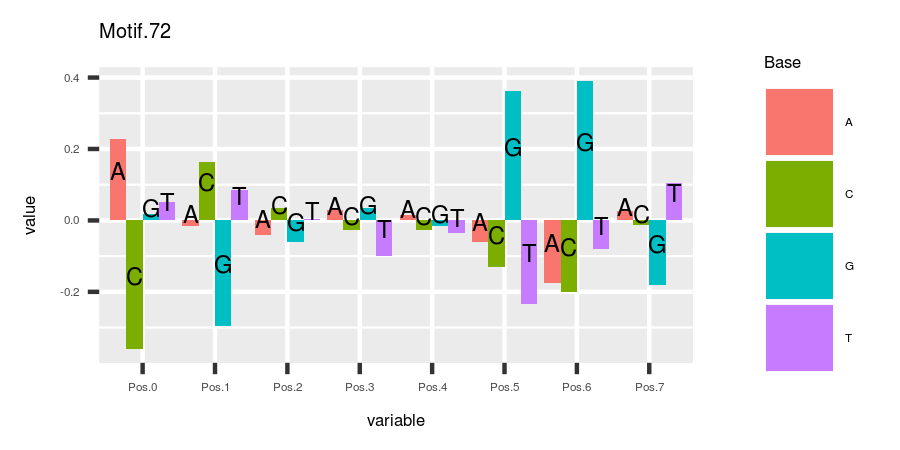 Motif.72
Base
0.4
0.2
0.0
-0.2
value
A C G T A C G T A C G T A C G T A C G T A C G T A C G T A C G T
Pos.0 Pos.1 Pos.2 Pos.3 Pos.4 Pos.5 Pos.6 Pos.7
variable
A
C
G
T